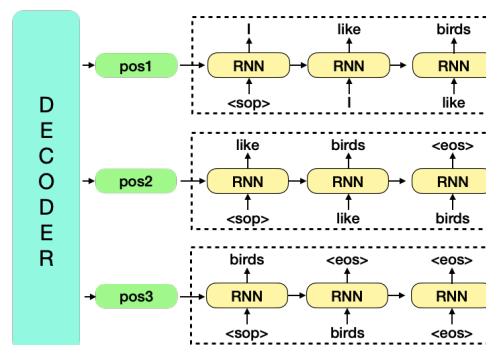 DECODER
I like birds
pos1 RNN RNN RNN
<sop> I like
like birds <eos>
pos2 RNN RNN RNN
<sop> like birds
birds <eos> <eos>
pos3 RNN RNN RNN
<sop> birds <eos>